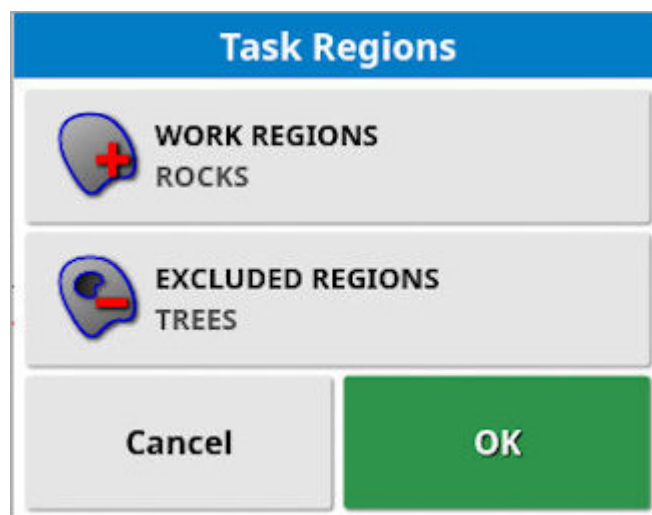 Task Regions
WORK REGIONS
ROCKS
EXCLUDED REGIONS
TREES
Cancel
OK